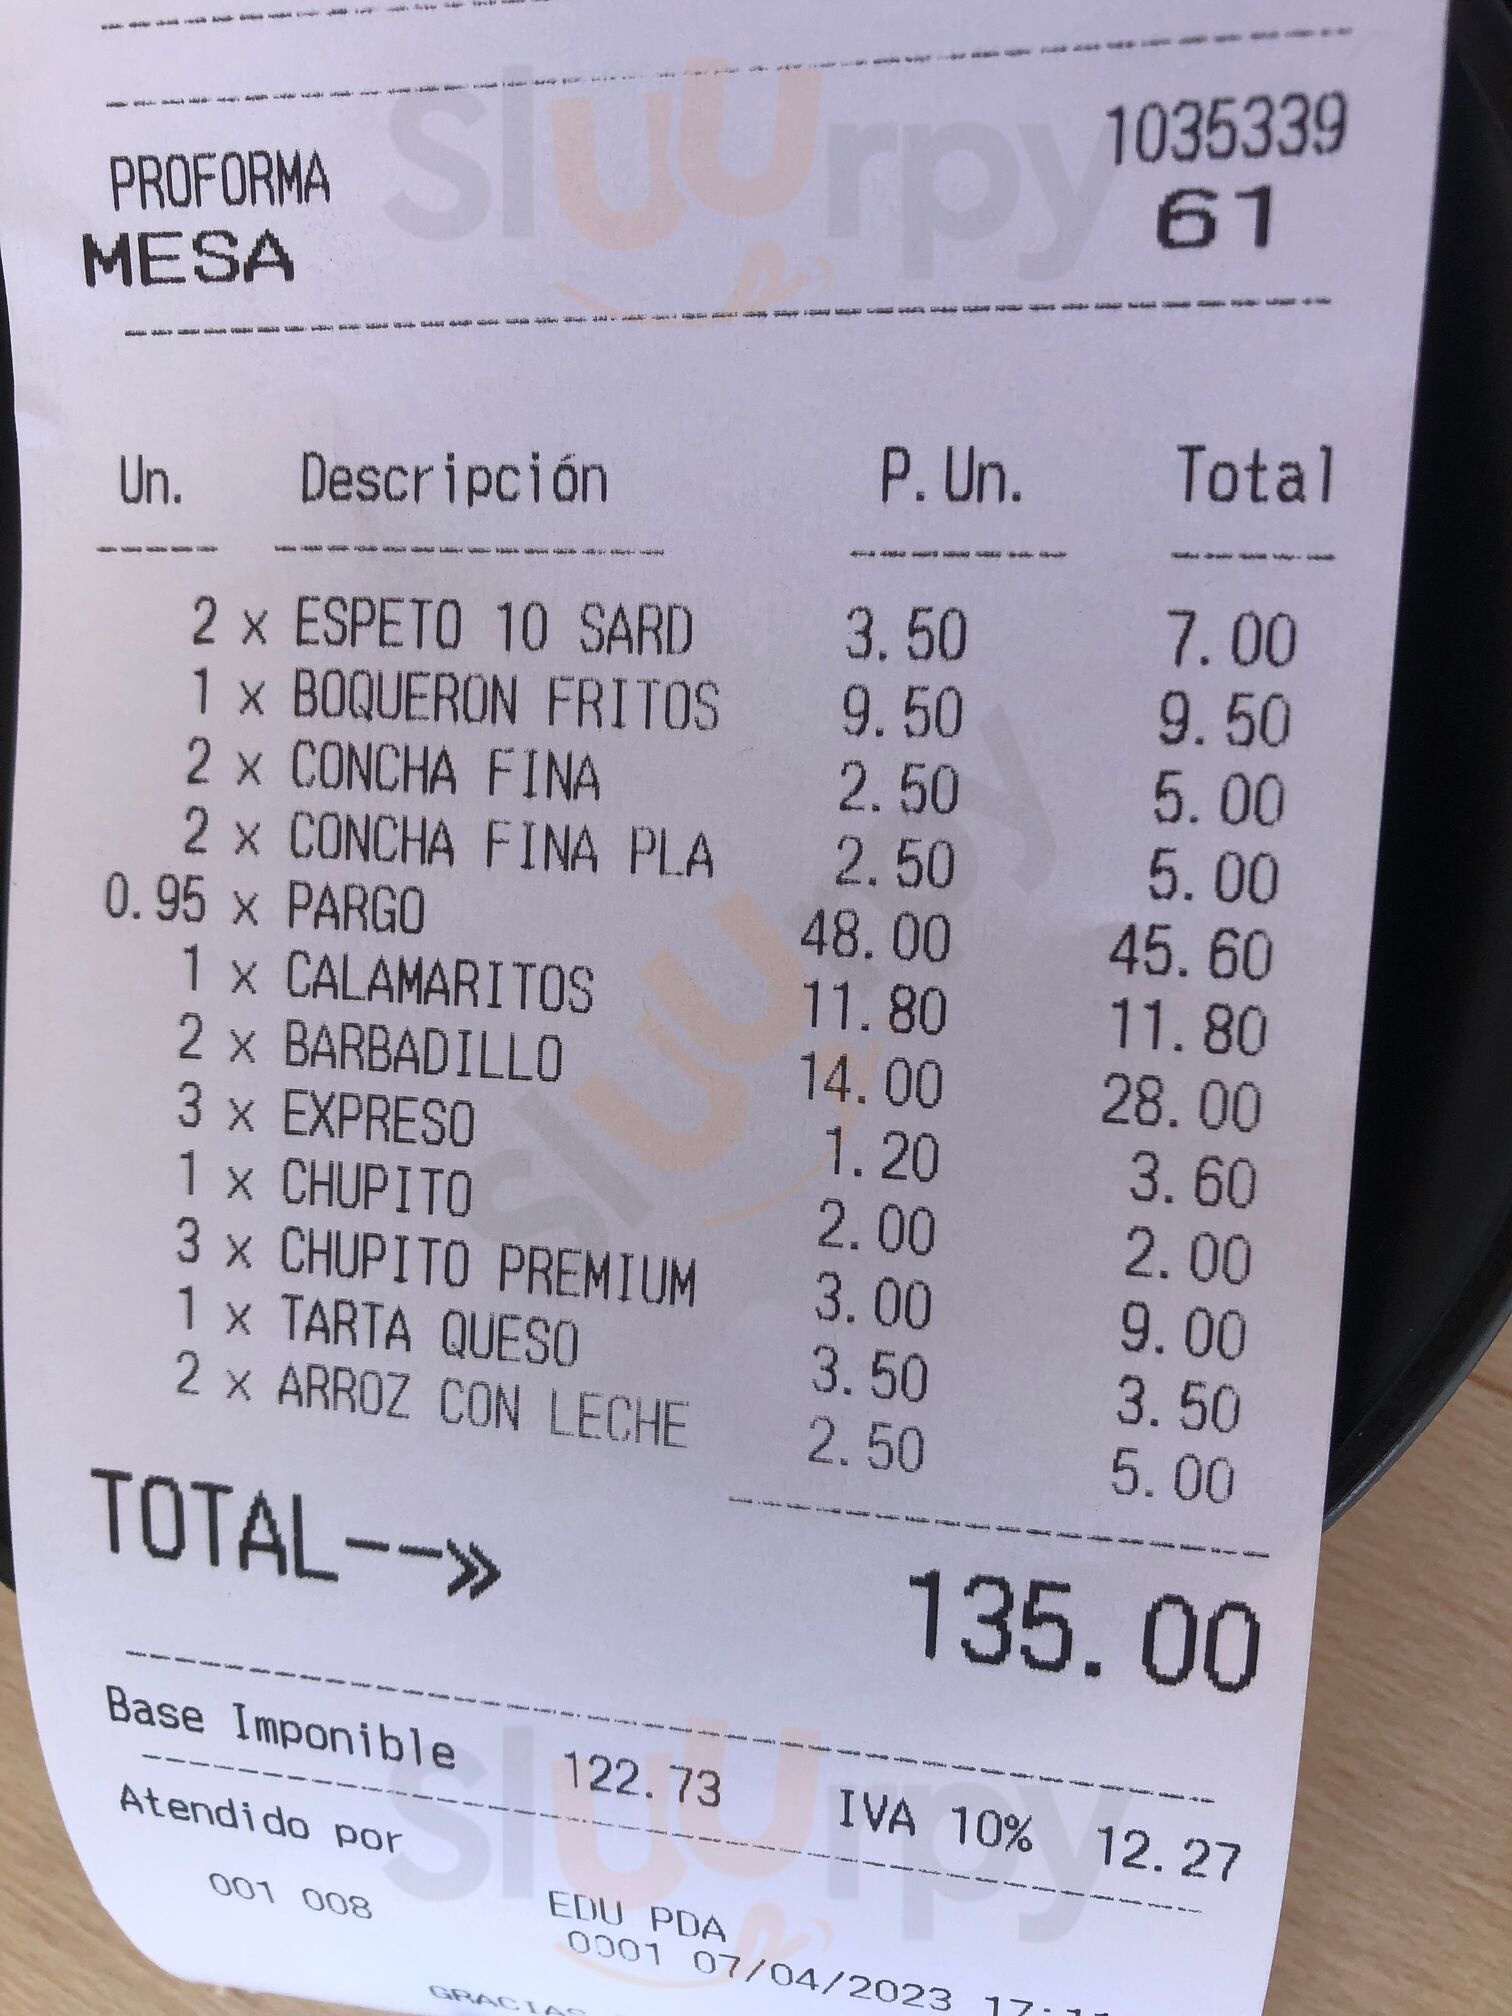 PROFORMA 1035339
MESA 61
Un. Descripción P.Un. Total
2 x ESPETO 10 SARD 3.50 7.00
1 x BOQUERON FRITOS 9.50 9.50
2 x CONCHA FINA 2.50 5.00
2 x CONCHA FINA PLA 2.50 5.00
0.95 x PARGO 48.00 45.60
1 x CALAMARITOS 11.80 11.80
2 x BARBADILLO 14.00 28.00
3 x EXPRESO 1.20 3.60
1 x CHUPITO 2.00 2.00
3 x CHUPITO PREMIUM 3.00 9.00
1 x TARTA QUESO 3.50 3.50
2 x ARROZ CON LECHE 2.50 5.00
TOTAL--» 135.00
Base Imponible 122.73 IVA 10% 12.27
Atendido por EDU PDA
001 008 0001 07/04/2023
GRACIAS
Sluurpy
Sluurpy
Sluurpy